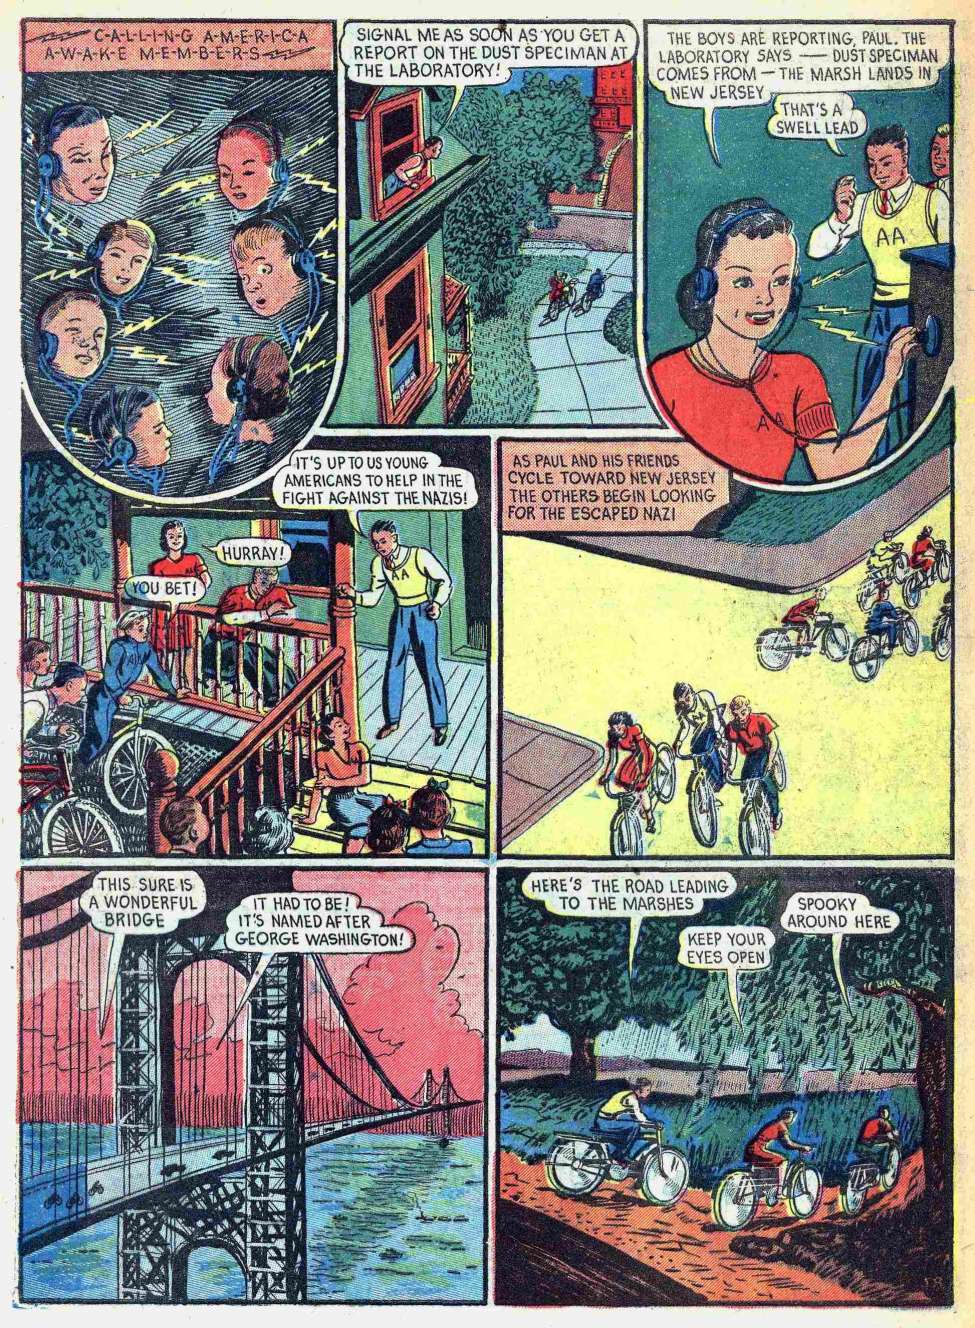 C-A-L-L-I-N-G A-M-E-R-I-C-A
A-W-A-K-E M-E-M-B-E-R-S
SIGNAL ME AS SOON AS YOU GET A
REPORT ON THE DUST SPECIMAN AT
THE LABORATORY!
THE BOYS ARE REPORTING, PAUL. THE
LABORATORY SAYS — DUST SPECIMAN
COMES FROM — THE MARSH LANDS IN
NEW JERSEY
THAT'S A
SWELL LEAD
AA
AA
IT'S UP TO US YOUNG
AMERICANS TO HELP IN THE
FIGHT AGAINST THE NAZIS!
HURRAY!
YOU BET!
AA
AS PAUL AND HIS FRIENDS
CYCLE TOWARD NEW JERSEY
THE OTHERS BEGIN LOOKING
FOR THE ESCAPED NAZI
THIS SURE IS
A WONDERFUL
BRIDGE
IT HAD TO BE!
IT'S NAMED AFTER
GEORGE WASHINGTON!
HERE'S THE ROAD LEADING
TO THE MARSHES
KEEP YOUR
EYES OPEN
SPOOKY
AROUND HERE